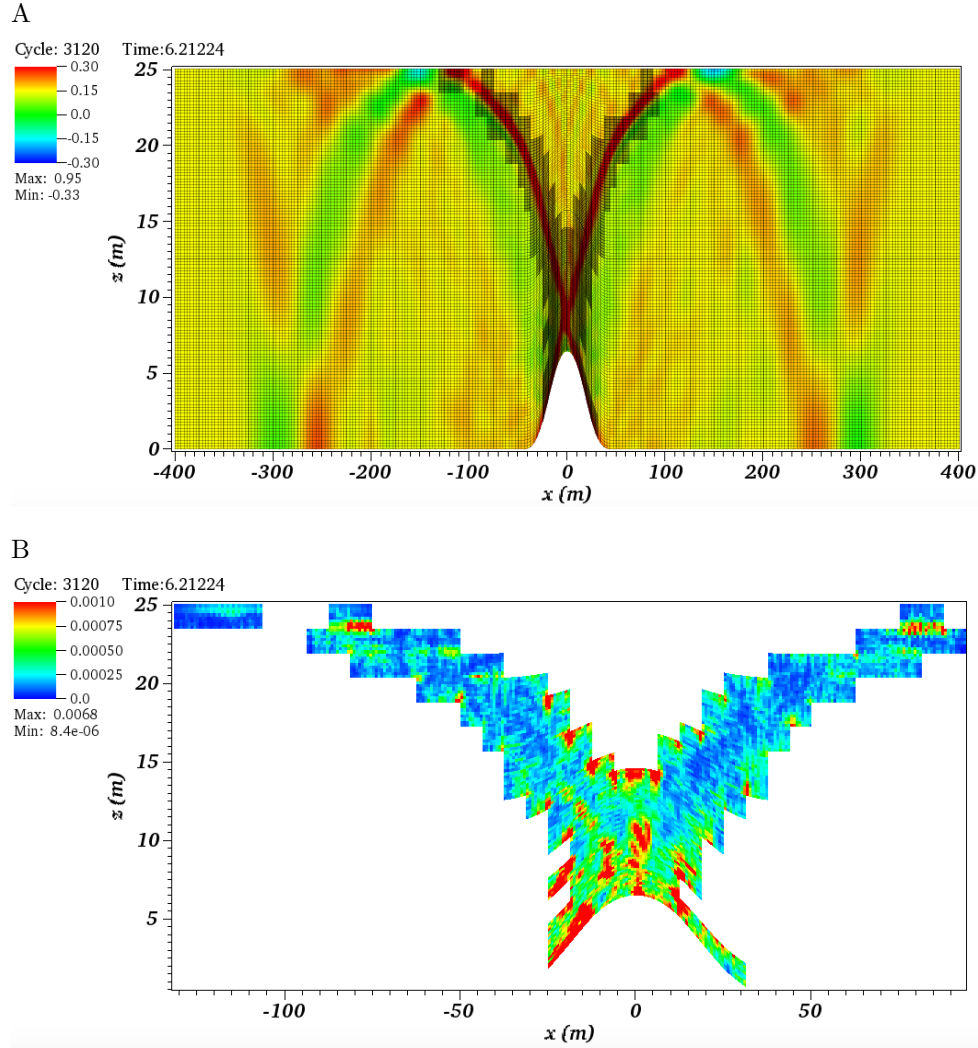 A
Cycle: 3120 Time:6.21224
0.30
0.15
0.0
-0.15
-0.30
Max: 0.95
Min: -0.33
25
20
15
10
5
0
z (m)
-400 -300 -200 -100 0 100 200 300 400
x (m)
B
Cycle: 3120 Time:6.21224
0.0010
0.00075
0.00050
0.00025
0.0
Max: 0.0068
Min: 8.4e-06
25
20
15
10
5
z (m)
-100 -50 0 50
x (m)